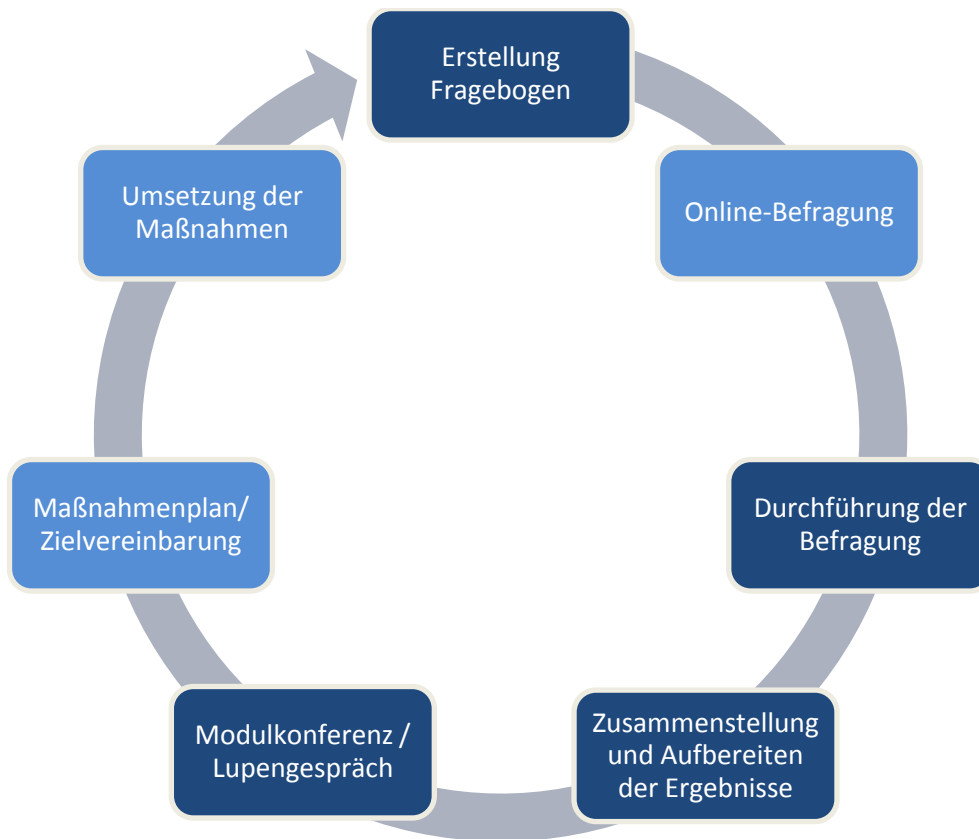 Erstellung
Fragebogen
Online-Befragung
Durchführung der
Befragung
Zusammenstellung
und Aufbereiten
der Ergebnisse
Modulkonferenz /
Lupengespräch
Maßnahmenplan/
Zielvereinbarung
Umsetzung der
Maßnahmen